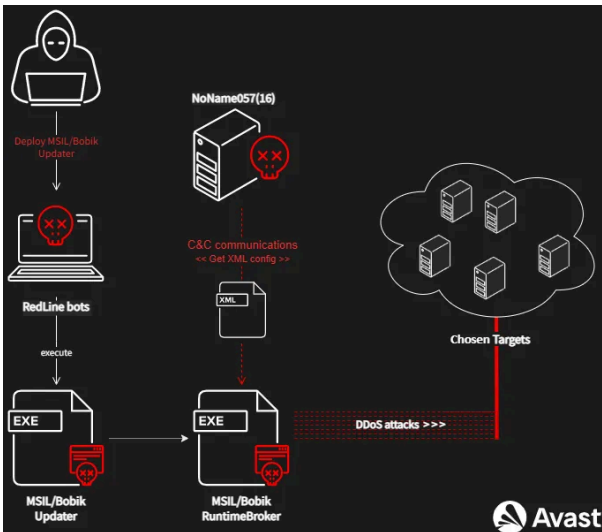 NoName057(16)
Deploy MSIL/Bobik
Updater
C&C communications
<< Get XML config >>
XML
RedLine bots
Chosen Targets
execute
EXE
EXE
DDoS attacks >>>
MSIL/Bobik
Updater
MSIL/Bobik
RuntimeBroker
Avast